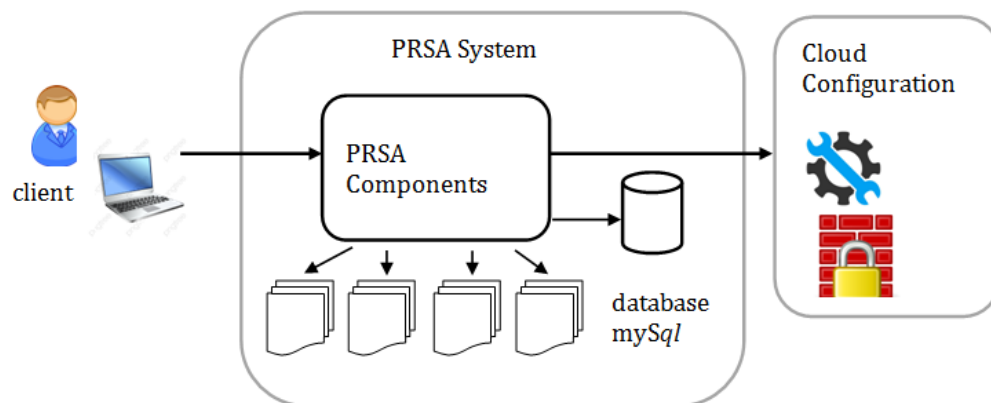 PRSA System
Cloud
Configuration
PRSA
Components
client
database
mySql